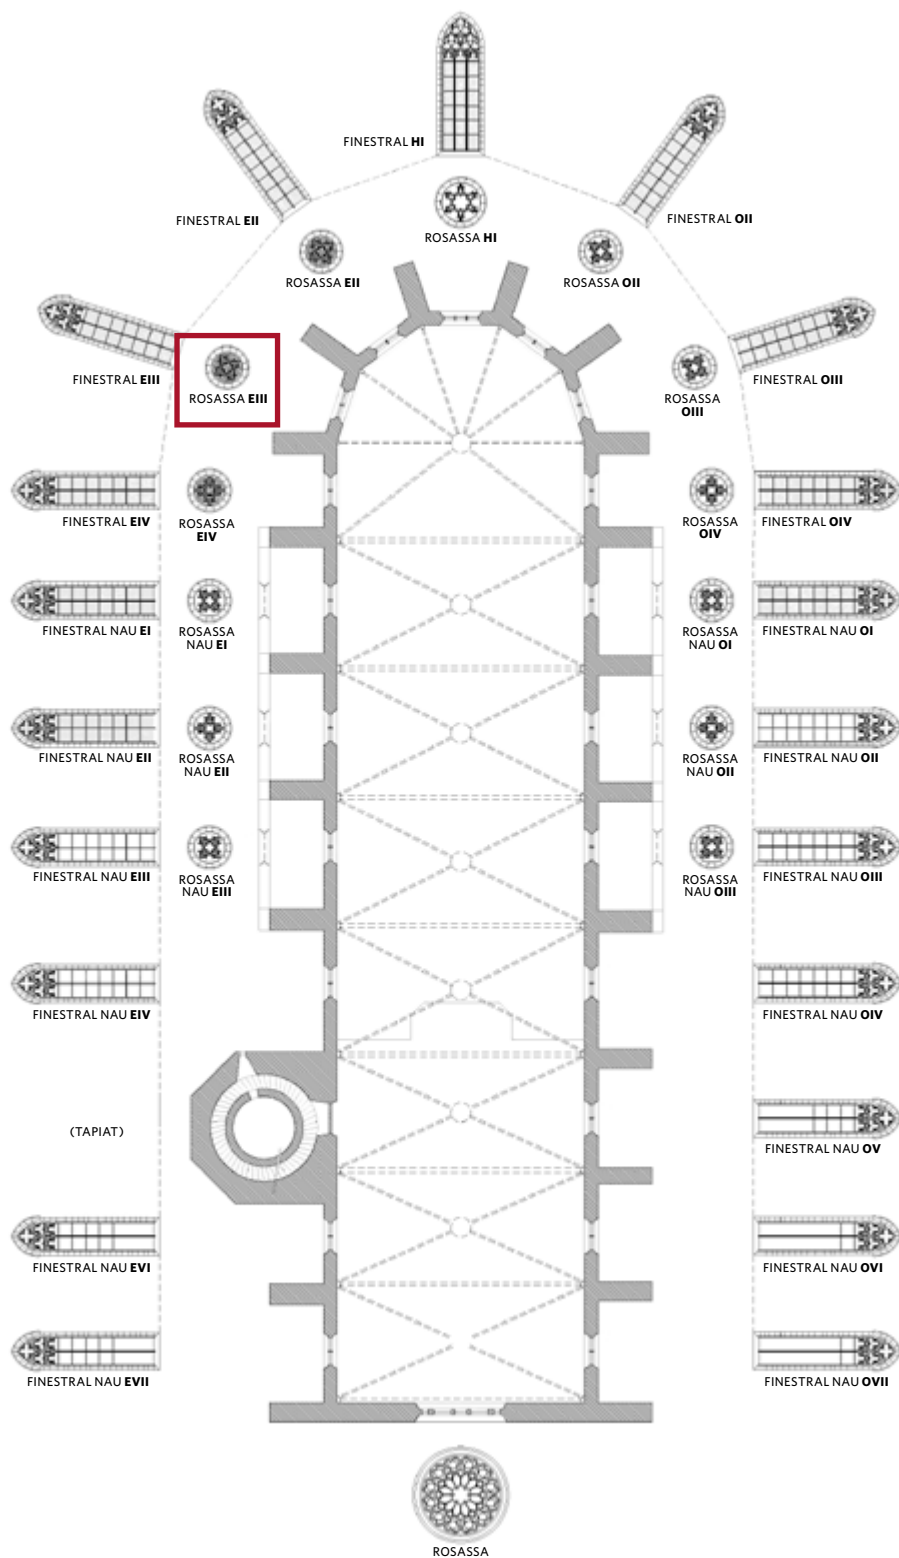 FINESTRAL HI
FINESTRAL EII
FINESTRAL OII
ROSASSA HI
ROSASSA EII
ROSASSA OII
FINESTRAL EIII
ROSASSA EIII
ROSASSA
OIII
FINESTRAL OIII
FINESTRAL EIV
ROSASSA
EIV
ROSASSA
OIV
FINESTRAL OIV
FINESTRAL NAU EI
ROSASSA
NAU EI
ROSASSA
NAU OI
FINESTRAL NAU OI
FINESTRAL NAU EII
ROSASSA
NAU EII
ROSASSA
NAU OII
FINESTRAL NAU OII
FINESTRAL NAU EIII
ROSASSA
NAU EIII
ROSASSA
NAU OIII
FINESTRAL NAU OIII
FINESTRAL NAU EIV
FINESTRAL NAU OIV
(TAPIAT)
FINESTRAL NAU OV
FINESTRAL NAU EVI
FINESTRAL NAU OVI
FINESTRAL NAU EVII
FINESTRAL NAU OVII
ROSASSA